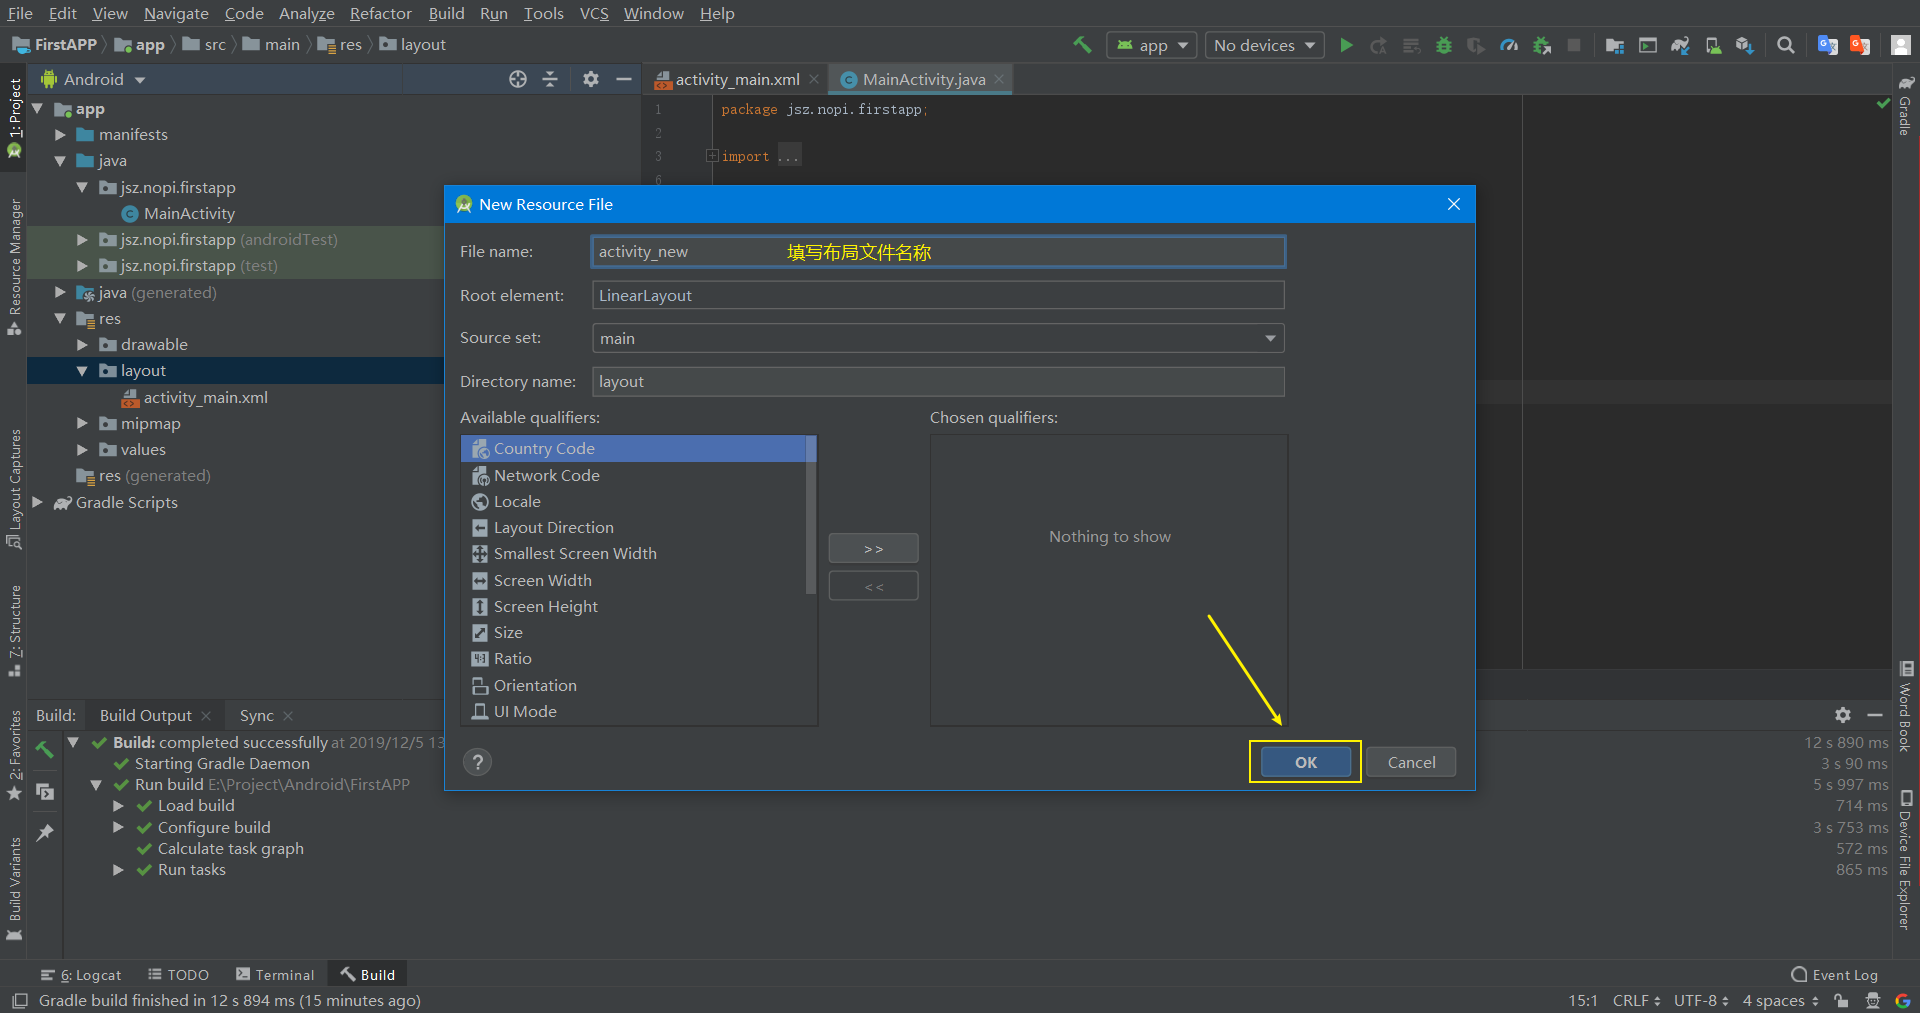 File Edit View Navigate Code Analyze Refactor Build Run Tools VCS Window Help
FirstAPP app src main res layout
app No devices
Android
activity_main.xml MainActivity.java
1: Project
Resource Manager
Layout Captures
7: Structure
2: Favorites
Build Variants
app
manifests
java
jsz.nopi.firstapp
MainActivity
jsz.nopi.firstapp (androidTest)
jsz.nopi.firstapp (test)
java (generated)
res
drawable
layout
activity_main.xml
mipmap
values
res (generated)
Gradle Scripts
1 package jsz.nopi.firstapp;
2
3 import ...
6
New Resource File
File name: activity_new 填写布局文件名称
Root element: LinearLayout
Source set: main
Directory name: layout
Available qualifiers: Chosen qualifiers:
Country Code
Network Code
Locale
Layout Direction
Smallest Screen Width
Screen Width
Screen Height
Size
Ratio
Orientation
UI Mode
>>
<<
Nothing to show
? OK Cancel
Gradle
Word Book
Device File Explorer
Build: Build Output Sync
Build: completed successfully at 2019/12/5 13 12 s 890 ms
Starting Gradle Daemon 3 s 90 ms
Run build E:\Project\Android\FirstAPP 5 s 997 ms
Load build 714 ms
Configure build 3 s 753 ms
Calculate task graph 572 ms
Run tasks 865 ms
6: Logcat TODO Terminal Build Event Log
Gradle build finished in 12 s 894 ms (15 minutes ago) 15:1 CRLF UTF-8 4 spaces